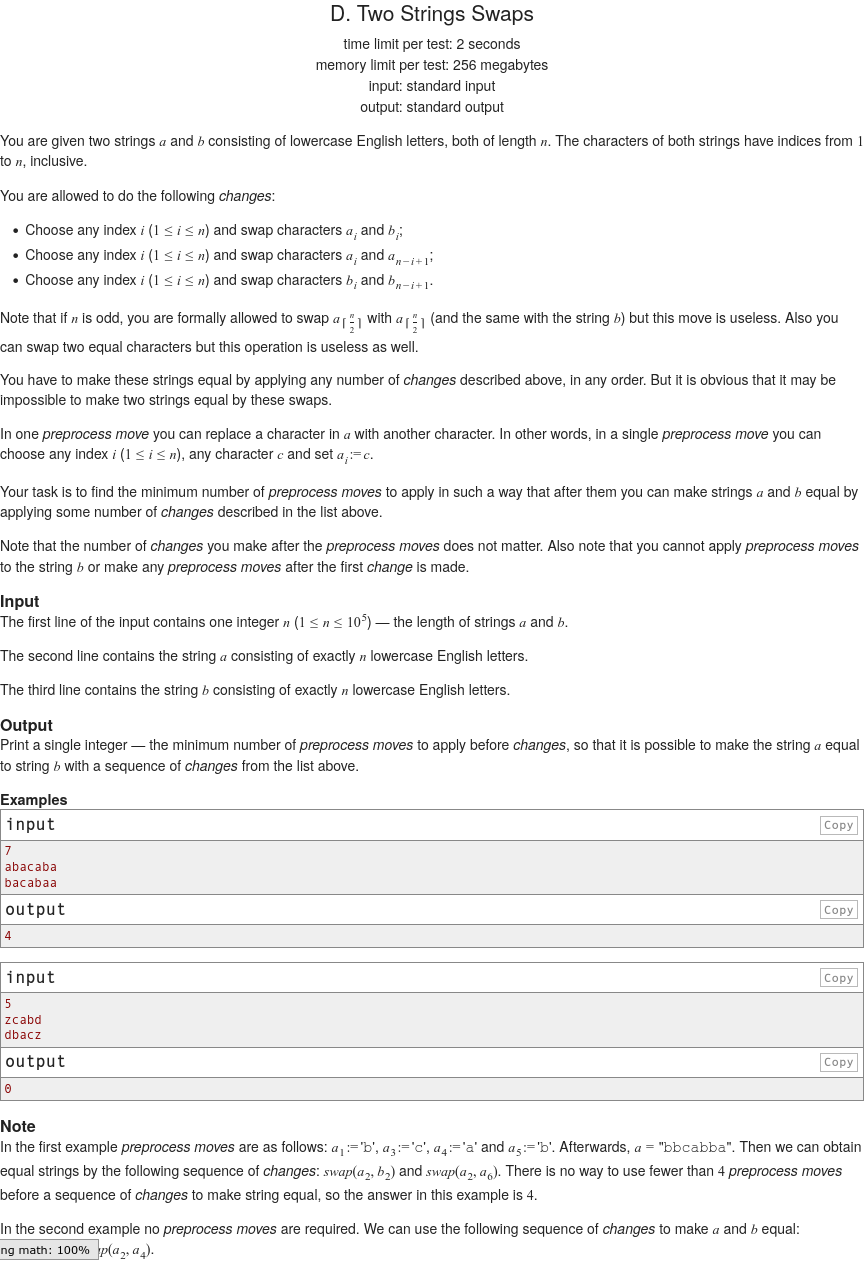 D. Two Strings Swaps
time limit per test: 2 seconds
memory limit per test: 256 megabytes
input: standard input
output: standard output
You are given two strings a and b consisting of lowercase English letters, both of length n. The characters of both strings have indices from 1
to n, inclusive.
You are allowed to do the following changes:
• Choose any index i (1 ≤ i ≤ n) and swap characters a_i and b_i;
• Choose any index i (1 ≤ i ≤ n) and swap characters a_i and a_{n−i+1};
• Choose any index i (1 ≤ i ≤ n) and swap characters b_i and b_{n−i+1}.
Note that if n is odd, you are formally allowed to swap a_{⌈n/2⌉} with a_{⌈n/2⌉} (and the same with the string b) but this move is useless. Also you
can swap two equal characters but this operation is useless as well.
You have to make these strings equal by applying any number of changes described above, in any order. But it is obvious that it may be
impossible to make two strings equal by these swaps.
In one preprocess move you can replace a character in a with another character. In other words, in a single preprocess move you can
choose any index i (1 ≤ i ≤ n), any character c and set a_i := c.
Your task is to find the minimum number of preprocess moves to apply in such a way that after them you can make strings a and b equal by
applying some number of changes described in the list above.
Note that the number of changes you make after the preprocess moves does not matter. Also note that you cannot apply preprocess moves
to the string b or make any preprocess moves after the first change is made.
Input
The first line of the input contains one integer n (1 ≤ n ≤ 10^5) — the length of strings a and b.
The second line contains the string a consisting of exactly n lowercase English letters.
The third line contains the string b consisting of exactly n lowercase English letters.
Output
Print a single integer — the minimum number of preprocess moves to apply before changes, so that it is possible to make the string a equal
to string b with a sequence of changes from the list above.
Examples
input Copy
7
abacaba
bacabaa
output Copy
4
input Copy
5
zcabd
dbacz
output Copy
0
Note
In the first example preprocess moves are as follows: a_1 := 'b', a_3 := 'c', a_4 := 'a' and a_5 := 'b'. Afterwards, a = "bbcabba". Then we can obtain
equal strings by the following sequence of changes: swap(a_2, b_2) and swap(a_2, a_6). There is no way to use fewer than 4 preprocess moves
before a sequence of changes to make string equal, so the answer in this example is 4.
In the second example no preprocess moves are required. We can use the following sequence of changes to make a and b equal:
ng math: 100% ap(a_2, a_4).